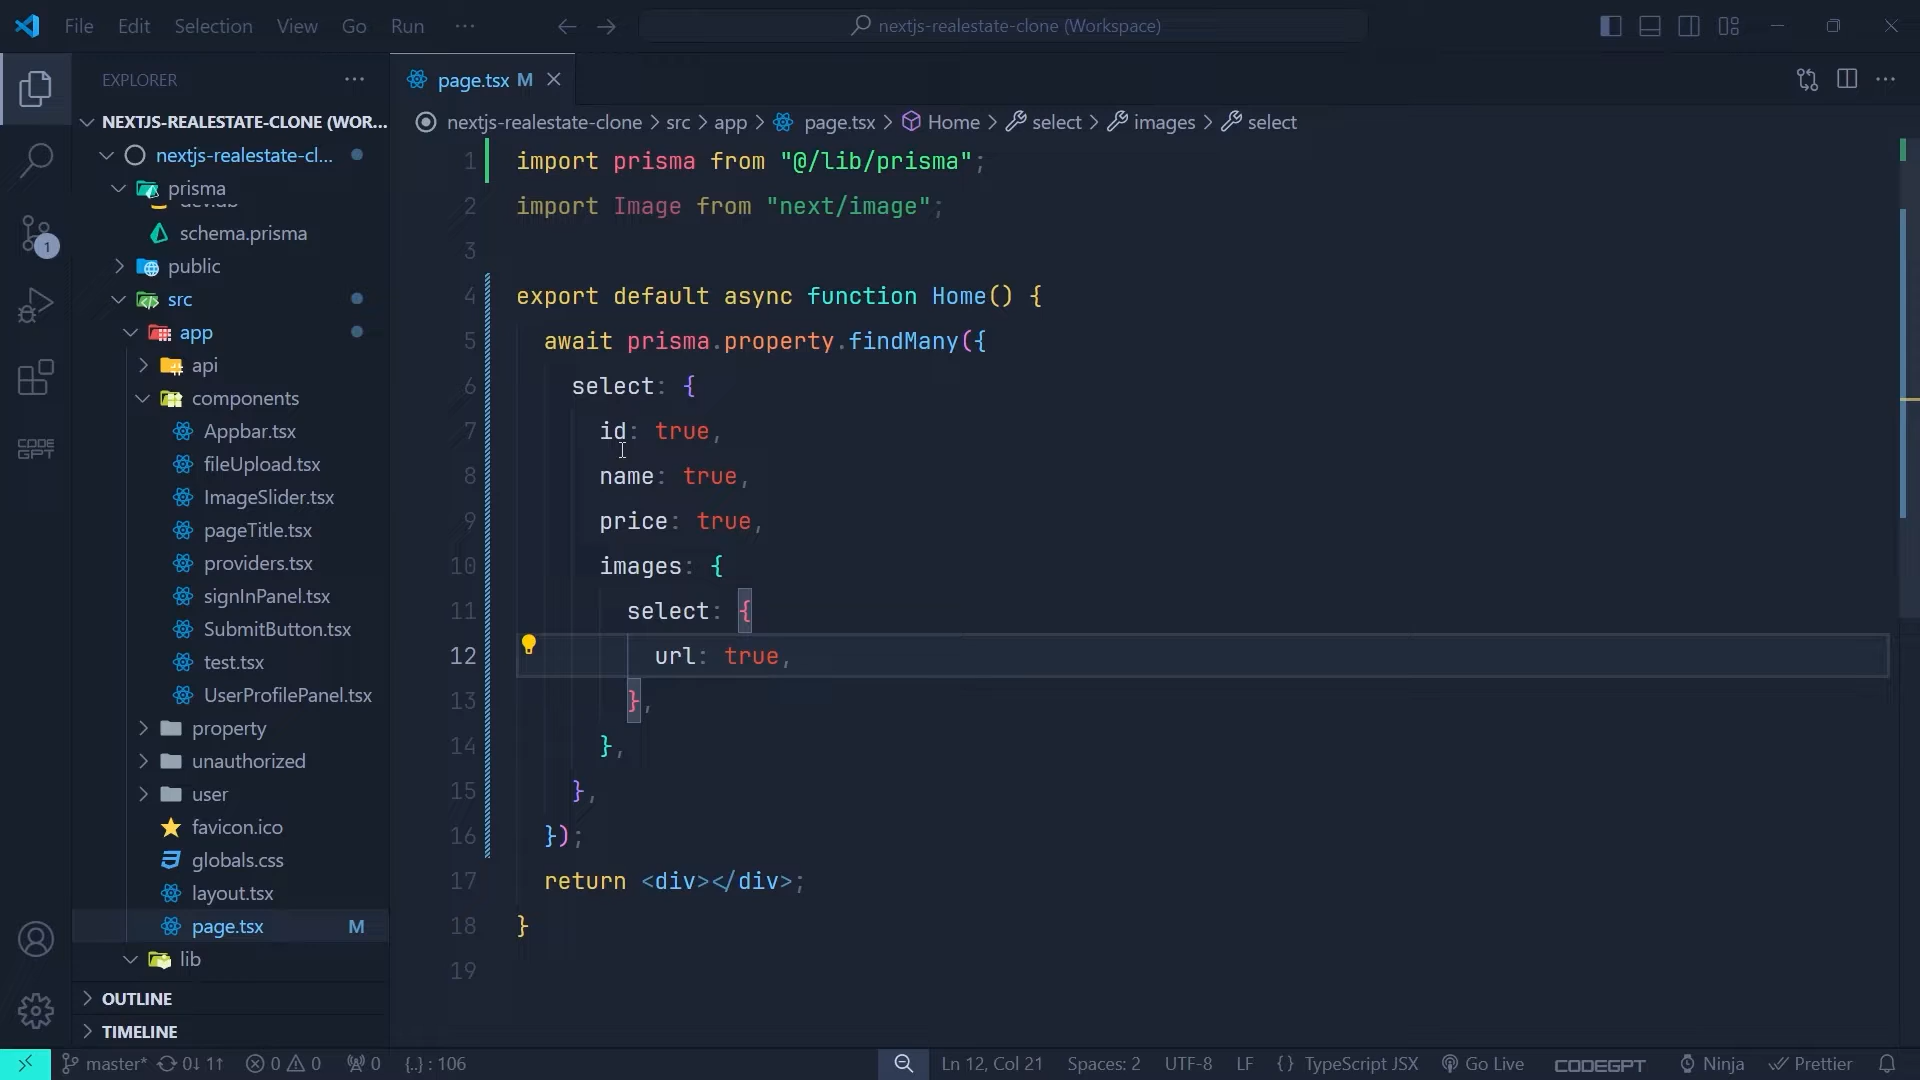 File Edit Selection View Go Run ···
nextjs-realestate-clone (Workspace)
EXPLORER ···
NEXTJS-REALESTATE-CLONE (WOR...
nextjs-realestate-cl...
prisma
dev.db
schema.prisma
public
src
app
api
components
Appbar.tsx
fileUpload.tsx
ImageSlider.tsx
pageTitle.tsx
providers.tsx
signInPanel.tsx
SubmitButton.tsx
test.tsx
UserProfilePanel.tsx
property
unauthorized
user
favicon.ico
globals.css
layout.tsx
page.tsx M
lib
OUTLINE
TIMELINE
1
CODE
GPT
page.tsx M
nextjs-realestate-clone > src > app > page.tsx > Home > select > images > select
1 import prisma from "@/lib/prisma";
2 import Image from "next/image";
3
4 export default async function Home() {
5 await prisma.property.findMany({
6 select: {
7 id: true,
8 name: true,
9 price: true,
10 images: {
11 select: {
12 url: true,
13 },
14 },
15 },
16 });
17 return <div></div>;
18 }
19
master* 0↓ 1↑ 0 0 0 {..} : 106 Ln 12, Col 21 Spaces: 2 UTF-8 LF {} TypeScript JSX Go Live CODEGPT Ninja Prettier